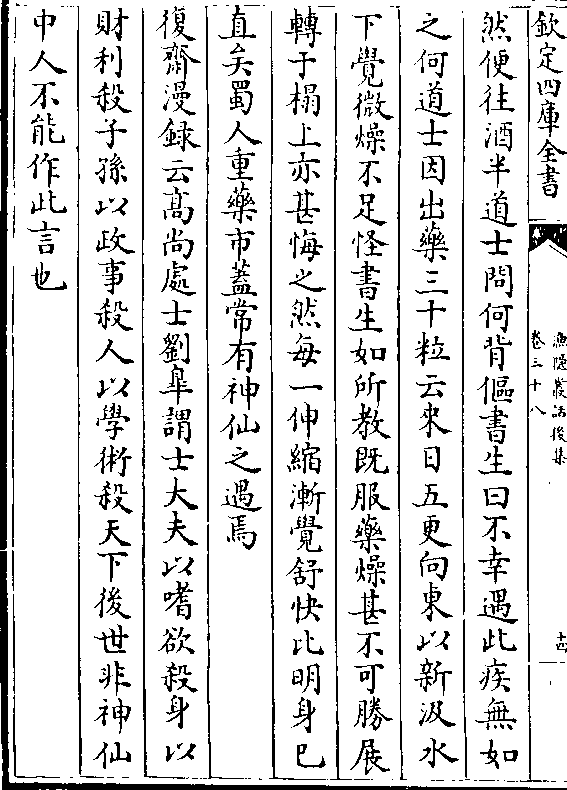 欽定四庫全書
漁隱叢話後集
卷三十八
十四
然便往酒半道士問何背傴書生曰不幸遇此疾無如
之何道士因出藥三十粒云來日五更向東以新汲水
下覺微燥不足怪書生如所教既服藥燥甚不可勝展
轉于榻上亦甚悔之然每一伸縮漸覺舒快比明身已
直矣蜀人重藥市蓋常有神仙之遇焉
復齋漫録云髙尚處士劉臯謂士大夫以嗜欲殺身以
財利殺子孫以政事殺人以學術殺天下後世非神仙
中人不能作此言也